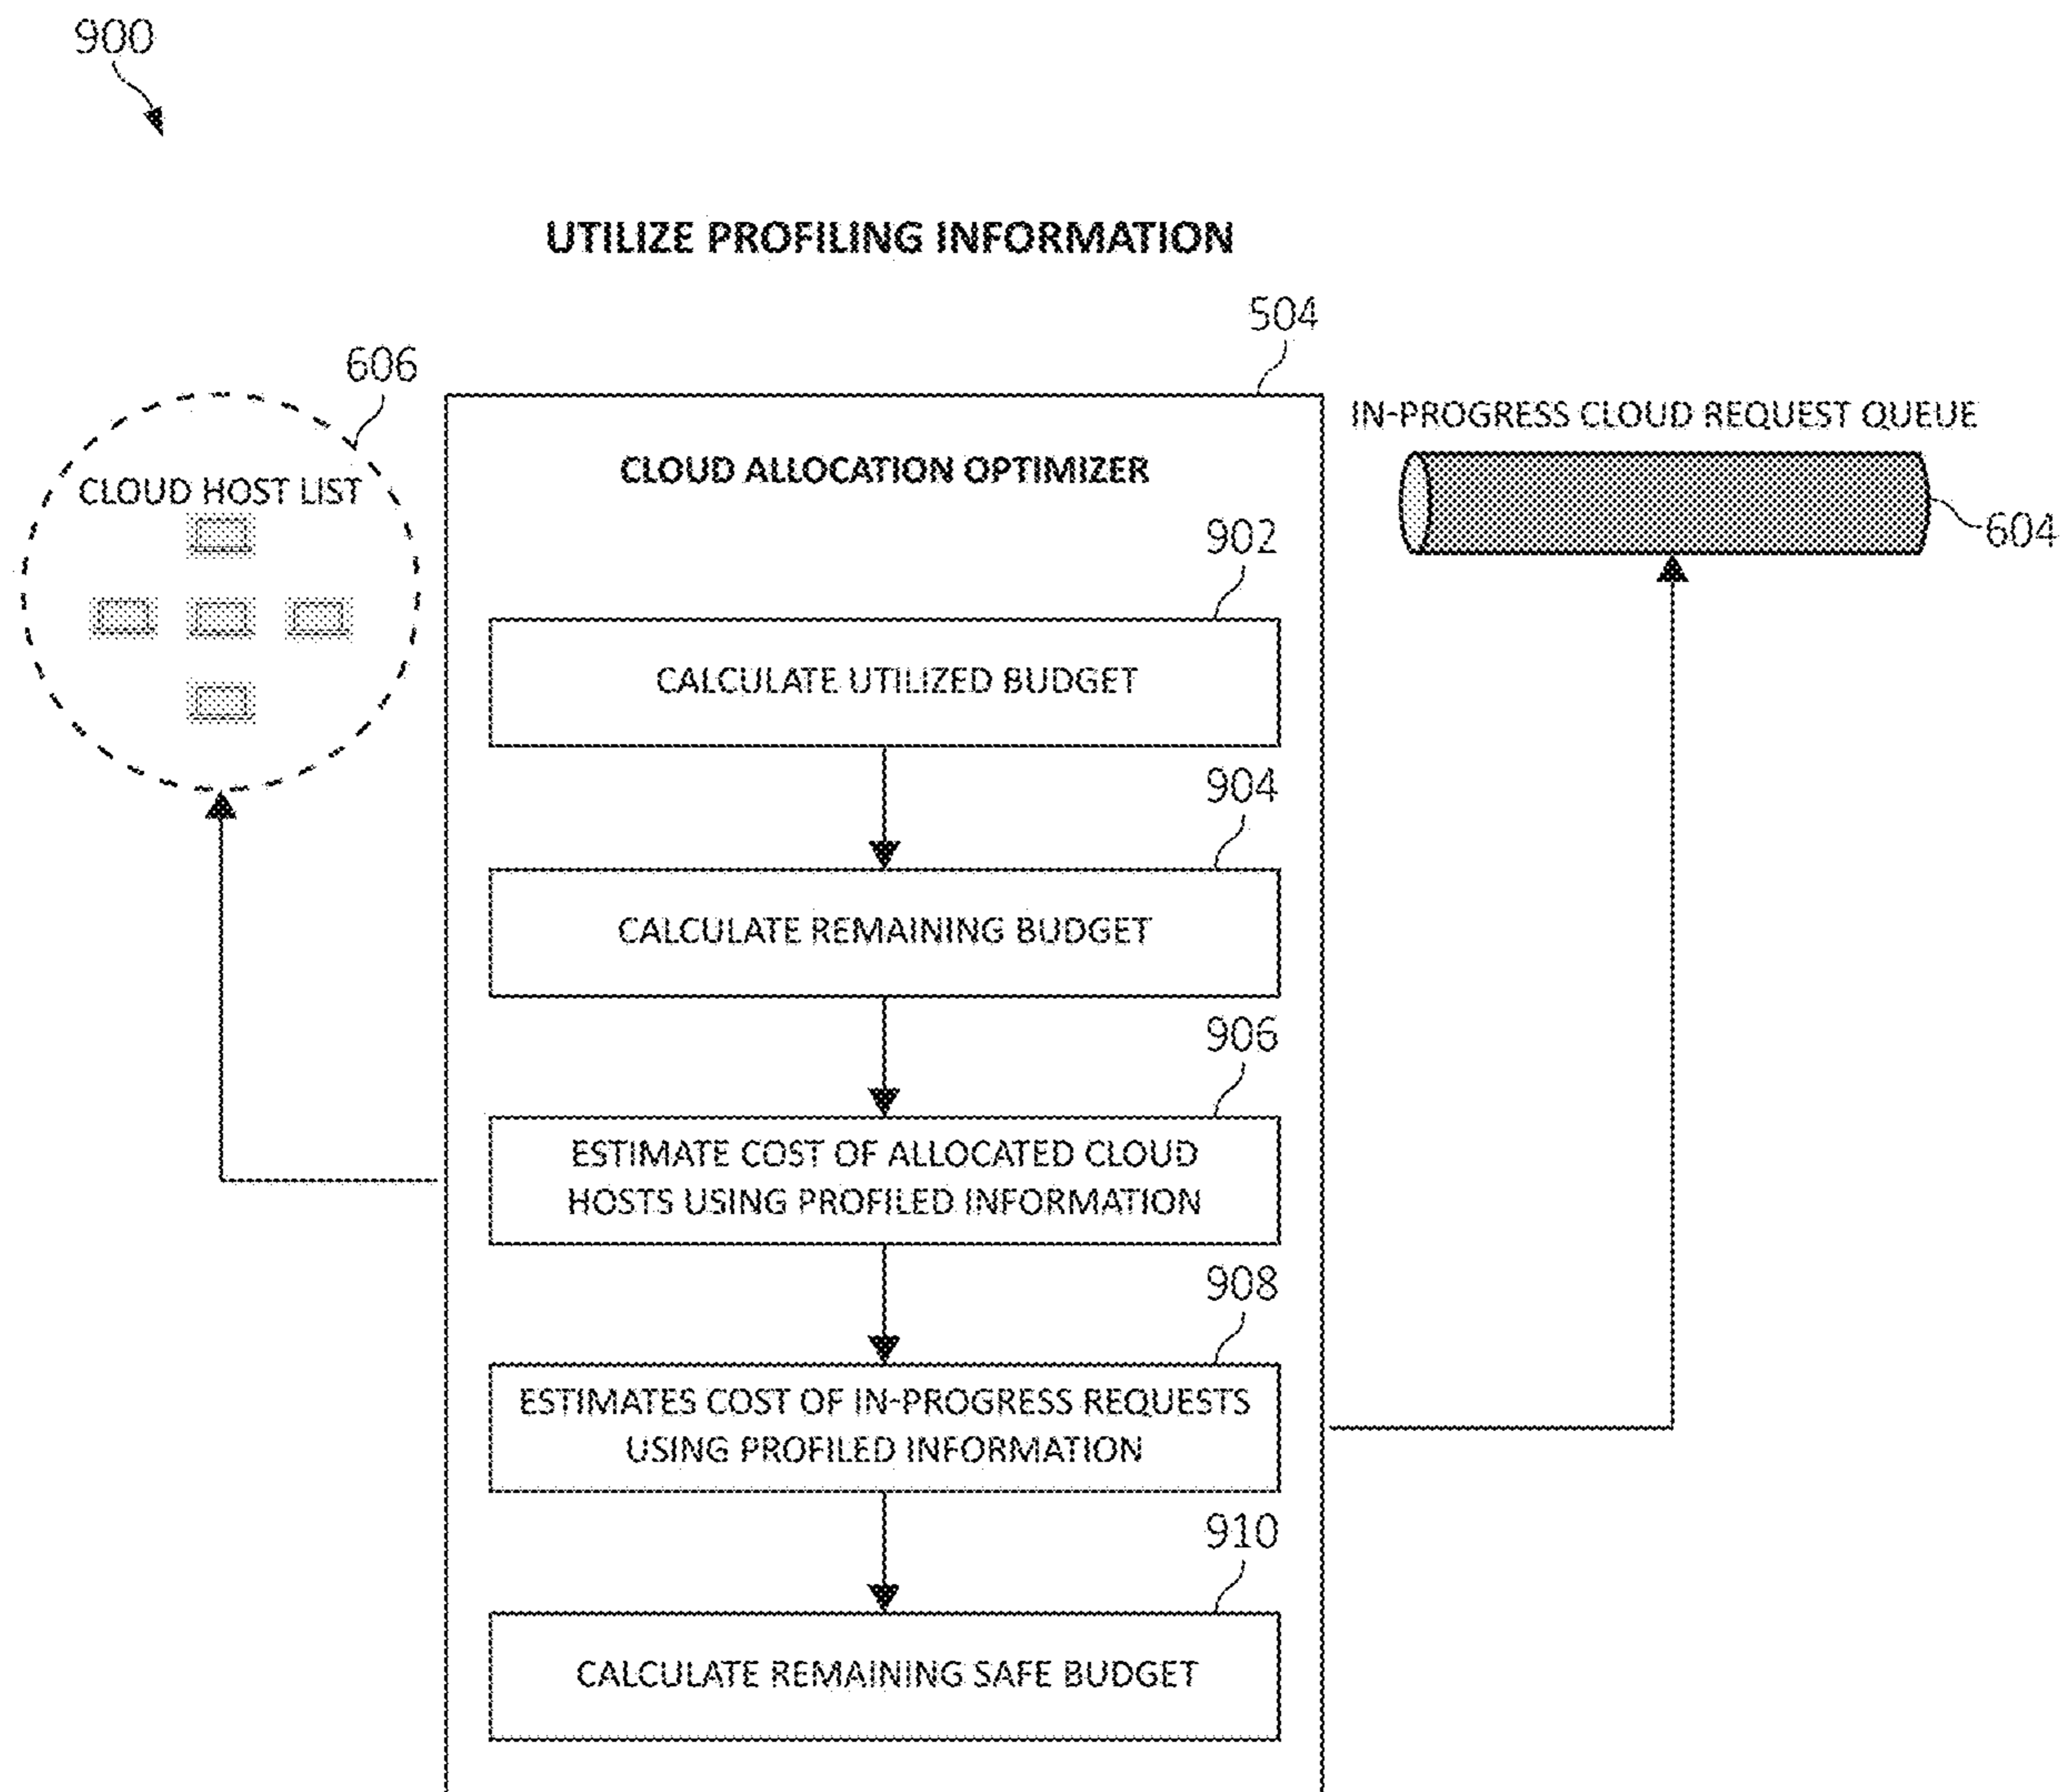 900
UTILIZE PROFILING INFORMATION
504
606
IN-PROGRESS CLOUD REQUEST QUEUE
CLOUD ALLOCATION OPTIMIZER
CLOUD HOST LIST
604
902
CALCULATE UTILIZED BUDGET
904
CALCULATE REMAINING BUDGET
906
ESTIMATE COST OF ALLOCATED CLOUD
HOSTS USING PROFILED INFORMATION
908
ESTIMATES COST OF IN-PROGRESS REQUESTS
USING PROFILED INFORMATION
910
CALCULATE REMAINING SAFE BUDGET